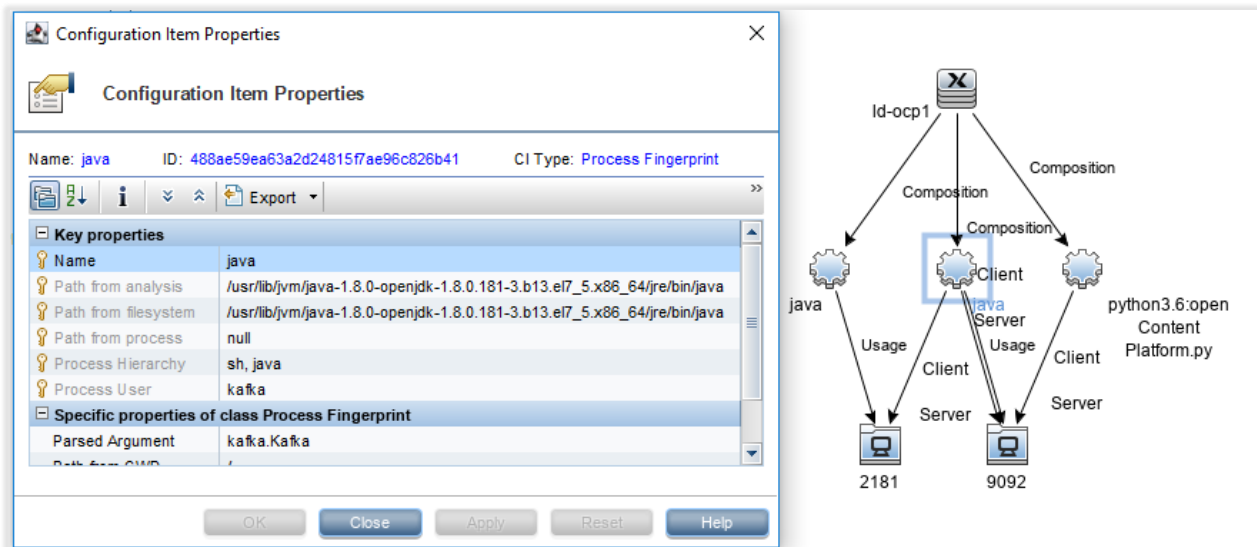 Configuration Item Properties
Configuration Item Properties
Name: java ID: 488ae59ea63a2d24815f7ae96c826b41 CI Type: Process Fingerprint
Export
Key properties
Name java
Path from analysis /usr/lib/jvm/java-1.8.0-openjdk-1.8.0.181-3.b13.el7_5.x86_64/jre/bin/java
Path from filesystem /usr/lib/jvm/java-1.8.0-openjdk-1.8.0.181-3.b13.el7_5.x86_64/jre/bin/java
Path from process null
Process Hierarchy sh, java
Process User kafka
Specific properties of class Process Fingerprint
Parsed Argument kafka.Kafka
OK Close Apply Reset Help
ld-ocp1
Composition
Composition
Composition
Client
java
java
python3.6:open
Content
Platform.py
Server
Usage
Usage
Client
Client
Server
Server
2181
9092